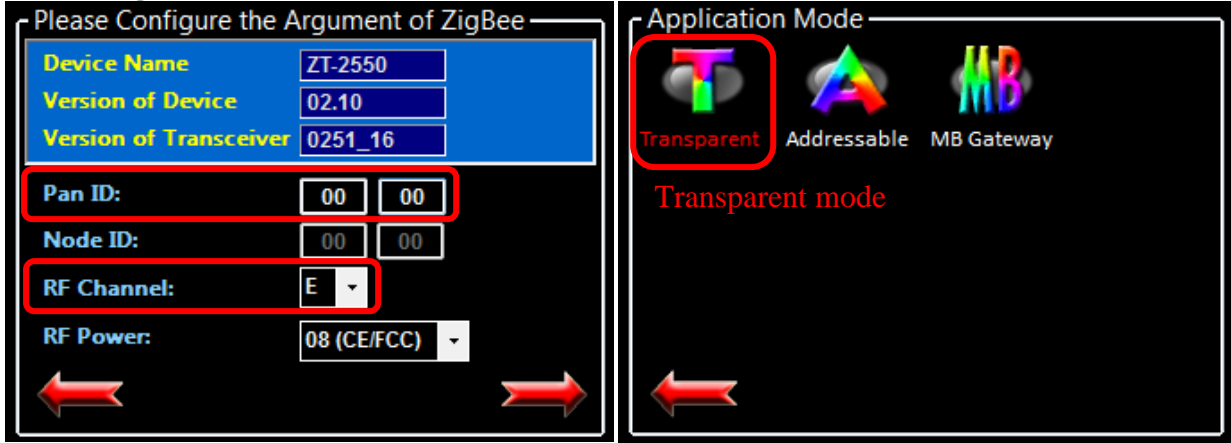 Please Configure the Argument of ZigBee
Device Name ZT-2550
Version of Device 02.10
Version of Transceiver 0251_16
Pan ID: 00 00
Node ID: 00 00
RF Channel: E
RF Power: 08 (CE/FCC)
Application Mode
Transparent Addressable MB Gateway
Transparent mode